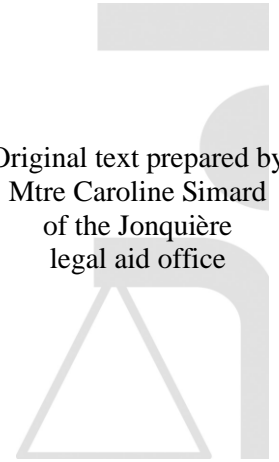 Original text prepared by
Mtre Caroline Simard
of the Jonquière
legal aid office